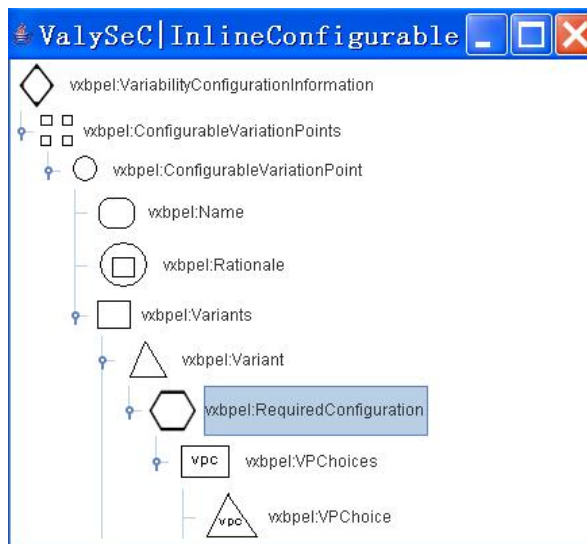 ValySeC|InlineConfigurable
vxbpel:VariabilityConfigurationInformation
vxbpel:ConfigurableVariationPoints
vxbpel:ConfigurableVariationPoint
vxbpel:Name
vxbpel:Rationale
vxbpel:Variants
vxbpel:Variant
vxbpel:RequiredConfiguration
vpc vxbpel:VPChoices
vpc vxbpel:VPChoice